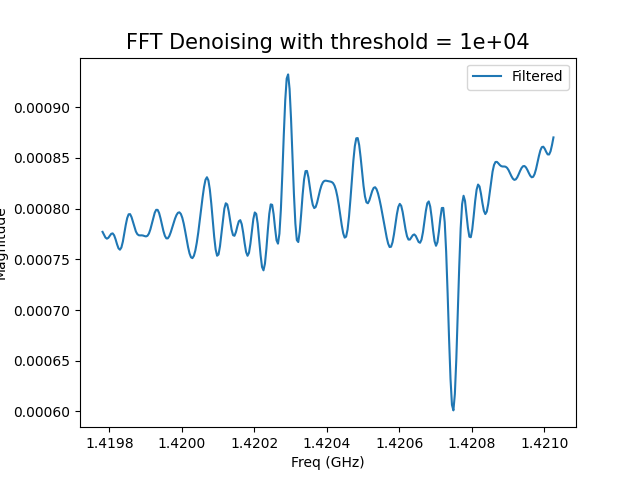 FFT Denoising with threshold = 1e+04
Filtered
0.00090
0.00085
0.00080
0.00075
0.00070
0.00065
0.00060
Magnitude
1.4198 1.4200 1.4202 1.4204 1.4206 1.4208 1.4210
Freq (GHz)